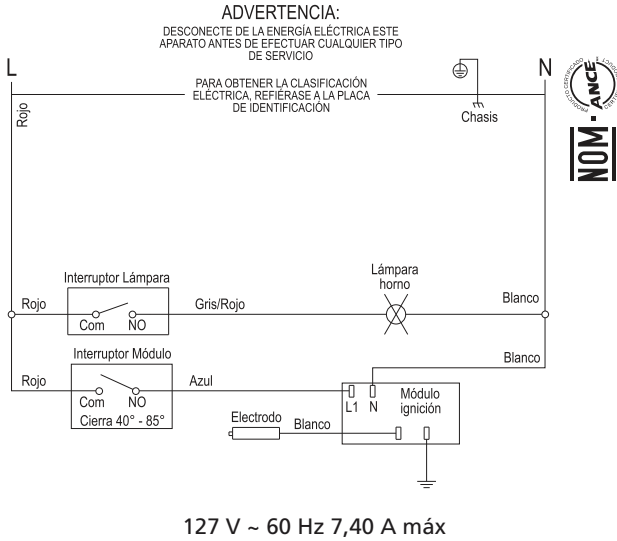 ADVERTENCIA:
DESCONECTE DE LA ENERGÍA ELÉCTRICA ESTE
APARATO ANTES DE EFECTUAR CUALQUIER TIPO
DE SERVICIO
L
N
PARA OBTENER LA CLASIFICACIÓN
ELÉCTRICA, REFIÉRASE A LA PLACA
DE IDENTIFICACIÓN
Chasis
PRODUCTO CERTIFICADO
ANCE
NOM-
Rojo
Interruptor Lámpara
Lámpara
horno
Rojo
Gris/Rojo
Blanco
Com
NO
Interruptor Módulo
Blanco
Rojo
Azul
Com
NO
Cierra 40° - 85°
L1
N
Módulo
ignición
Electrodo
Blanco
127 V ~ 60 Hz 7,40 A máx